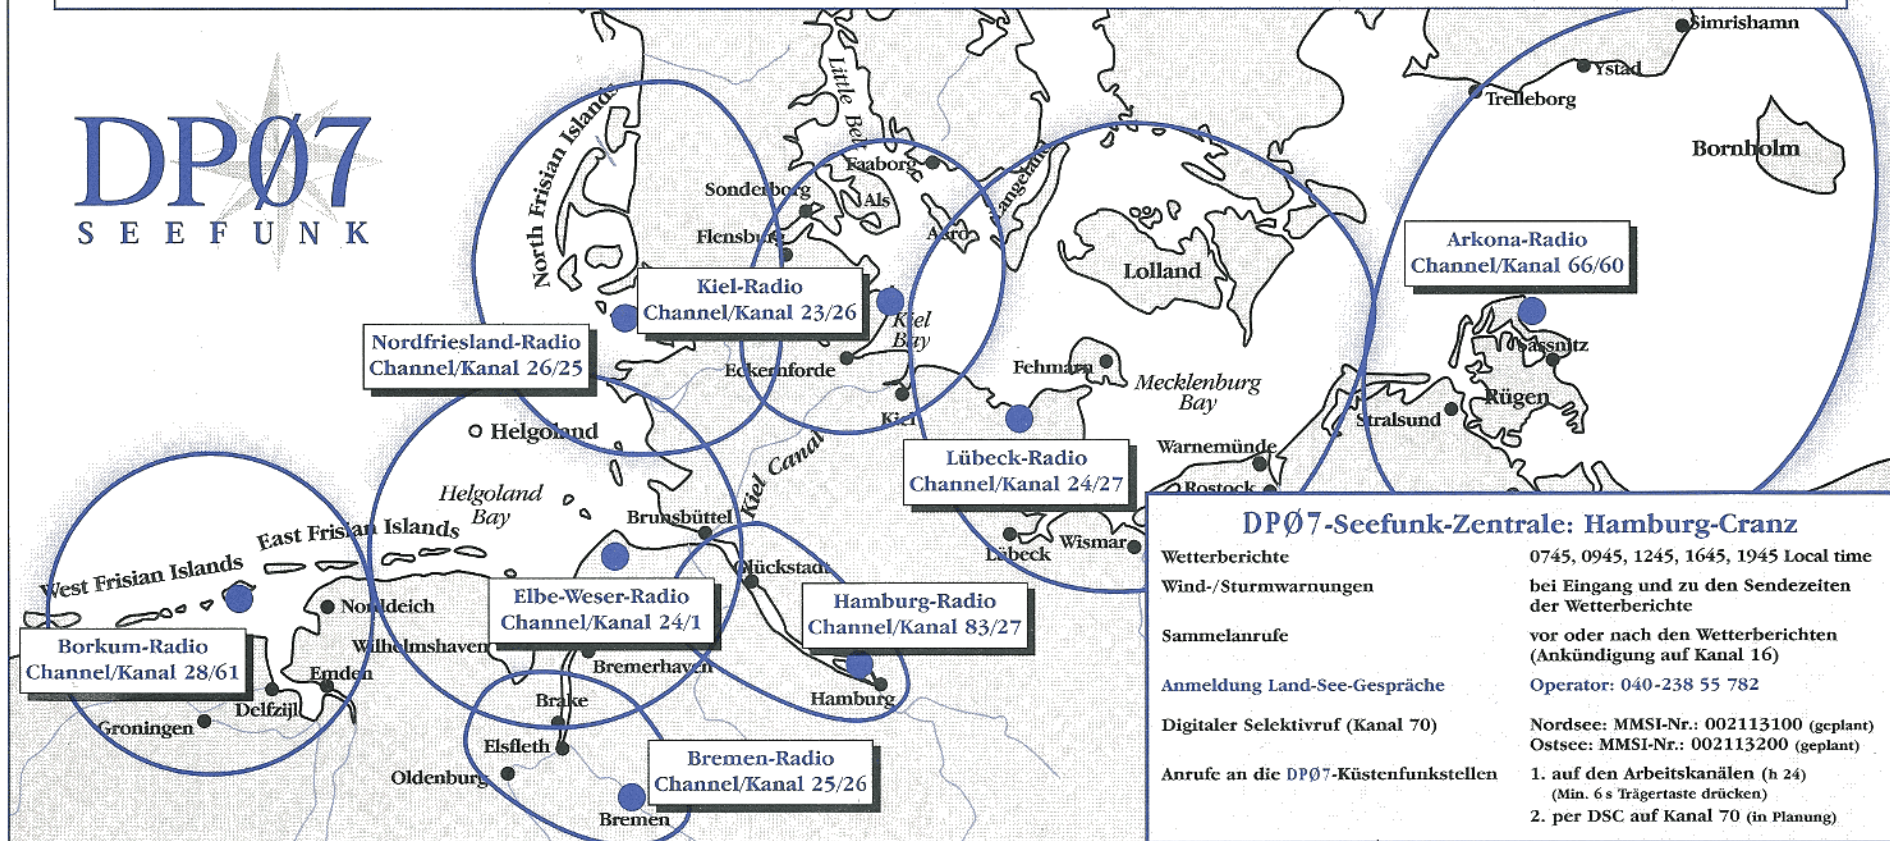 DPØ7
SEEFUNK
North Frisian Islands
Little Belt
Simrishamn
Ystad
Trelleborg
Bornholm
Faaborg
Sonderborg
Als
Langeland
Flensburg
Aero
Lolland
Arkona-Radio
Channel/Kanal 66/60
Kiel-Radio
Channel/Kanal 23/26
Kiel
Bay
Nordfriesland-Radio
Channel/Kanal 26/25
Eckernforde
Fehmarn
Mecklenburg
Bay
Sassnitz
Rügen
Stralsund
Kiel
Helgoland
Kiel Canal
Warnemünde
Lübeck-Radio
Channel/Kanal 24/27
Rostock
Helgoland
Bay
Brunsbüttel
East Frisian Islands
West Frisian Islands
Lübeck
Wismar
Glückstadt
Norddeich
Elbe-Weser-Radio
Channel/Kanal 24/1
Hamburg-Radio
Channel/Kanal 83/27
Borkum-Radio
Channel/Kanal 28/61
Wilhelmshaven
Bremerhaven
Emden
Hamburg
Delfzijl
Brake
Groningen
Elsfleth
Oldenburg
Bremen-Radio
Channel/Kanal 25/26
Bremen
DPØ7-Seefunk-Zentrale: Hamburg-Cranz
Wetterberichte 0745, 0945, 1245, 1645, 1945 Local time
Wind-/Sturmwarnungen bei Eingang und zu den Sendezeiten
der Wetterberichte
Sammelanrufe vor oder nach den Wetterberichten
(Ankündigung auf Kanal 16)
Anmeldung Land-See-Gespräche Operator: 040-238 55 782
Digitaler Selektivruf (Kanal 70) Nordsee: MMSI-Nr.: 002113100 (geplant)
Ostsee: MMSI-Nr.: 002113200 (geplant)
Anrufe an die DPØ7-Küstenfunkstellen 1. auf den Arbeitskanälen (h 24)
(Min. 6 s Trägertaste drücken)
2. per DSC auf Kanal 70 (in Planung)